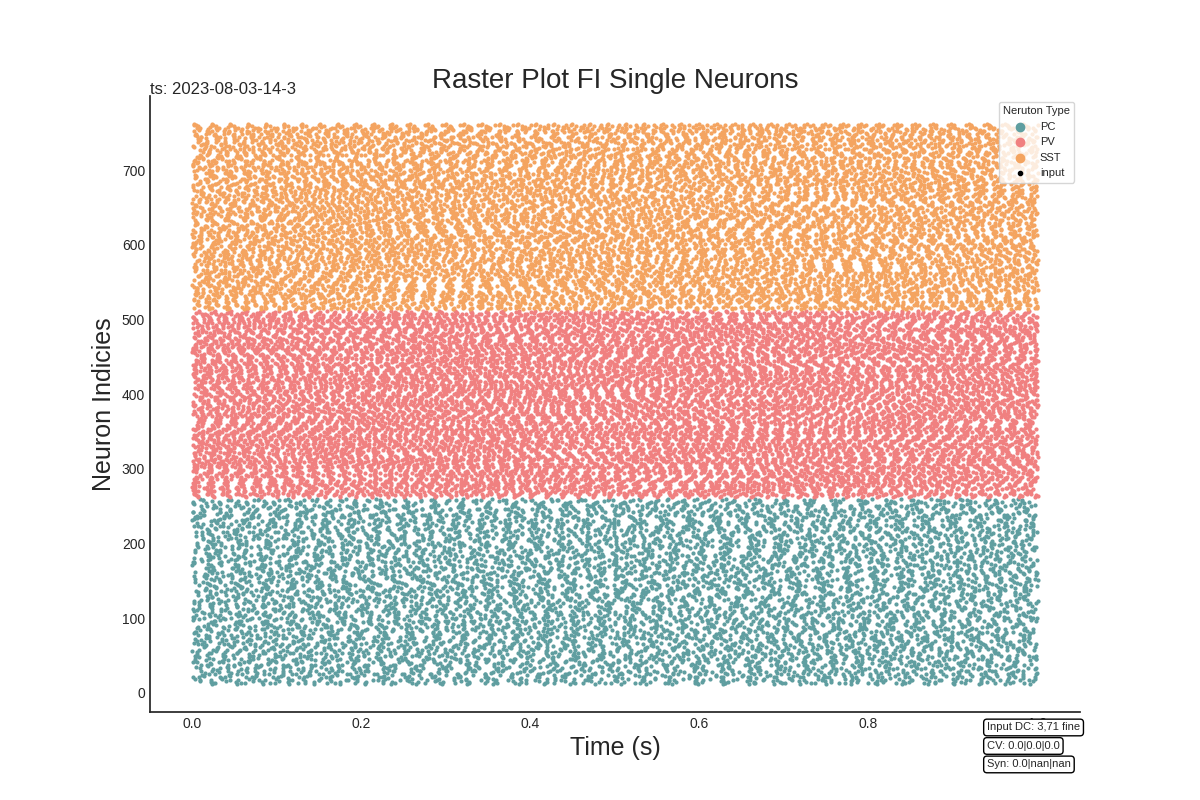 Raster Plot FI Single Neurons
ts: 2023-08-03-14-3
Neruton Type
PC
PV
SST
input
700
600
500
400
300
200
100
0
Neuron Indicies
0.0 0.2 0.4 0.6 0.8
Time (s)
Input DC: 3,71 fine
CV: 0.0|0.0|0.0
Syn: 0.0|nan|nan